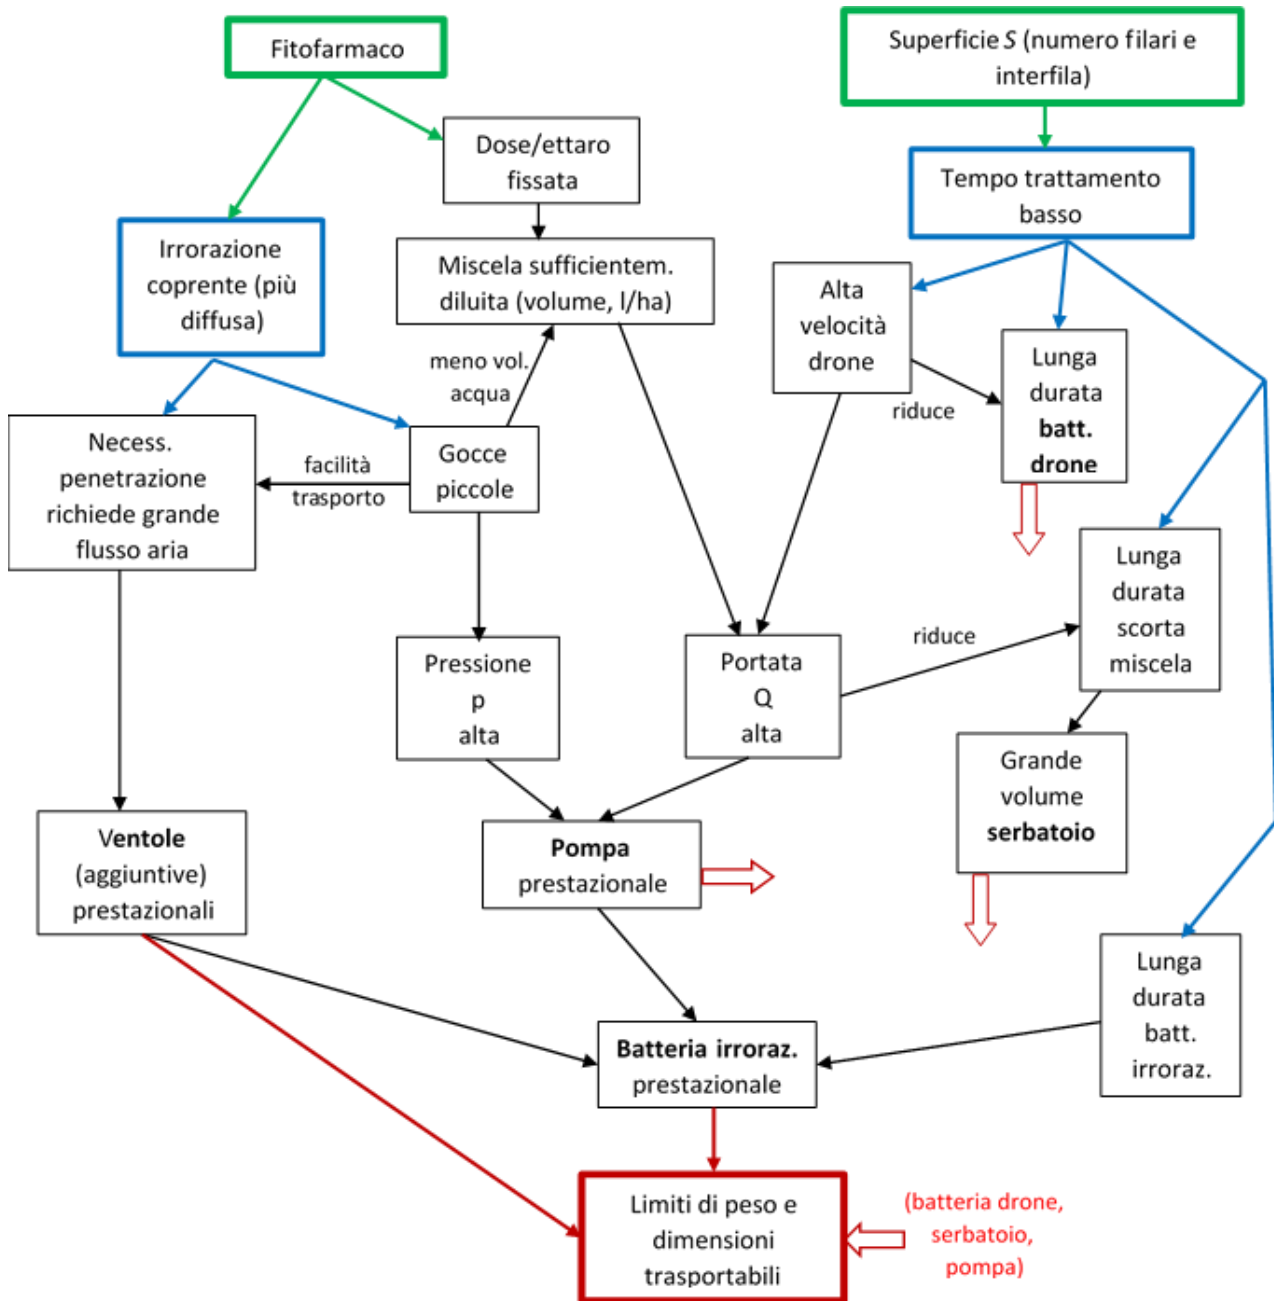 Fitofarmaco
Superficie S (numero filari e
interfila)
Dose/ettaro
fissata
Tempo trattamento
basso
Irrorazione
coprente (più
diffusa)
Miscela sufficientem.
diluita (volume, l/ha)
Alta
velocità
drone
meno vol.
acqua
Lunga
durata
batt.
drone
riduce
Necess.
penetrazione
richiede grande
flusso aria
facilità
trasporto
Gocce
piccole
Lunga
durata
scorta
miscela
Pressione
p
alta
Portata
Q
alta
riduce
Grande
volume
serbatoio
Ventole
(aggiuntive)
prestazionali
Pompa
prestazionale
Lunga
durata
batt.
irroraz.
Batteria irroraz.
prestazionale
Limiti di peso e
dimensioni
trasportabili
(batteria drone,
serbatoio,
pompa)